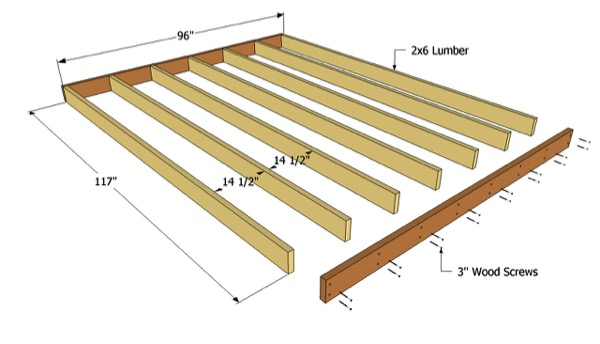 96"
2x6 Lumber
14 1/2"
14 1/2"
117"
3" Wood Screws